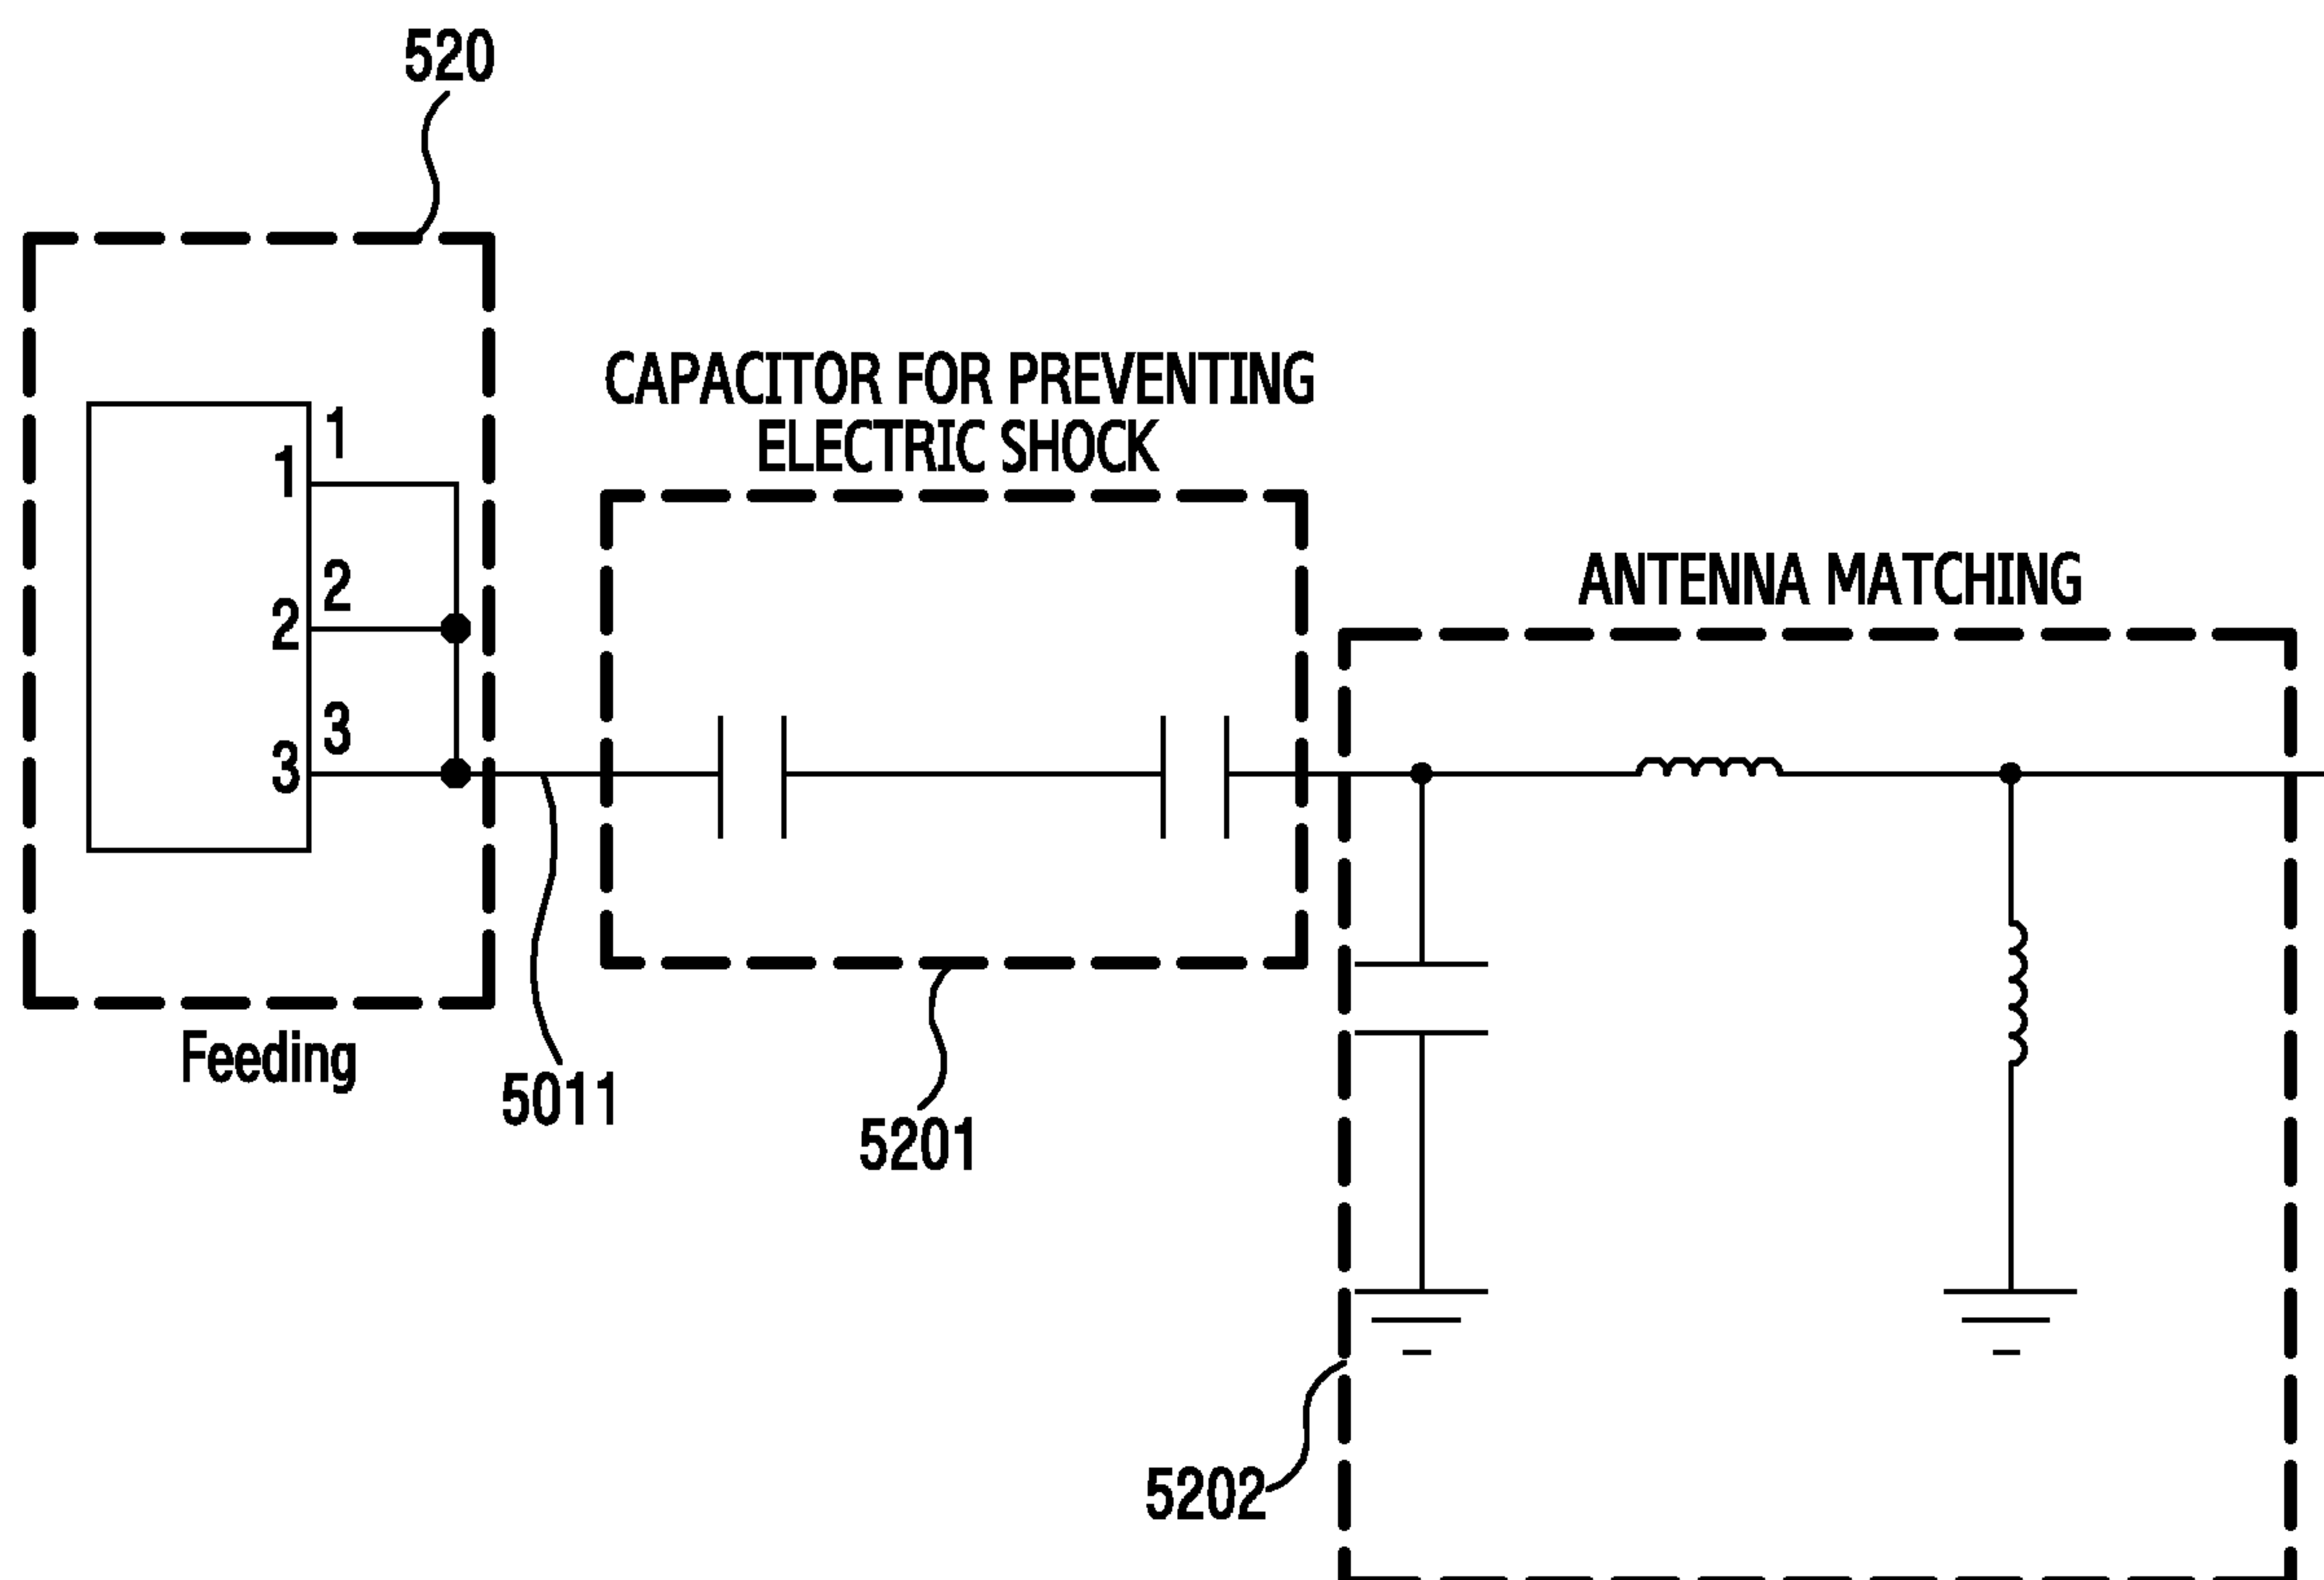 520
CAPACITOR FOR PREVENTING
ELECTRIC SHOCK
ANTENNA MATCHING
1
1
2
2
3
3
Feeding
5011
5201
5202